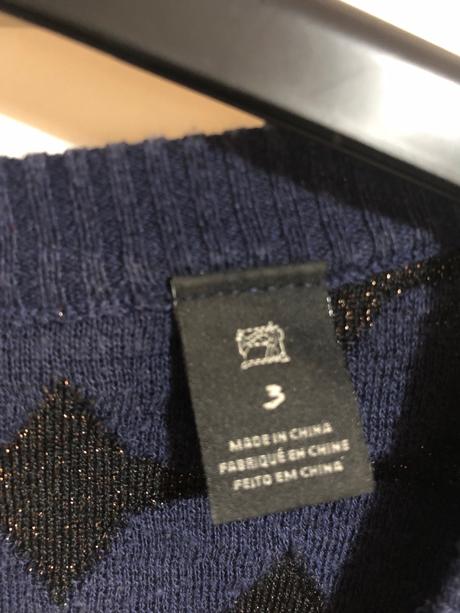 3
MADE IN CHINA
FABRIQUÉ EN CHINE
FEITO EM CHINA